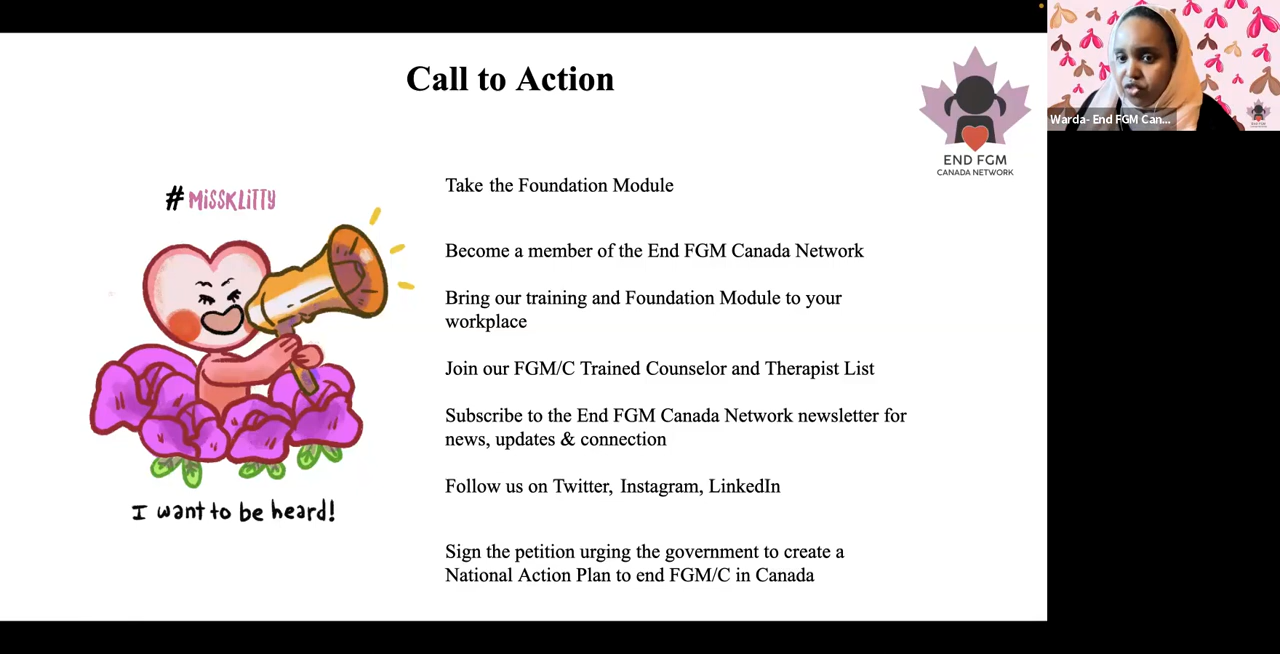 Call to Action
END FGM
CANADA NETWORK
Warda- End FGM Can...
#MISSKLITTY
Take the Foundation Module
Become a member of the End FGM Canada Network
Bring our training and Foundation Module to your
workplace
Join our FGM/C Trained Counselor and Therapist List
Subscribe to the End FGM Canada Network newsletter for
news, updates & connection
Follow us on Twitter, Instagram, LinkedIn
I want to be heard!
Sign the petition urging the government to create a
National Action Plan to end FGM/C in Canada